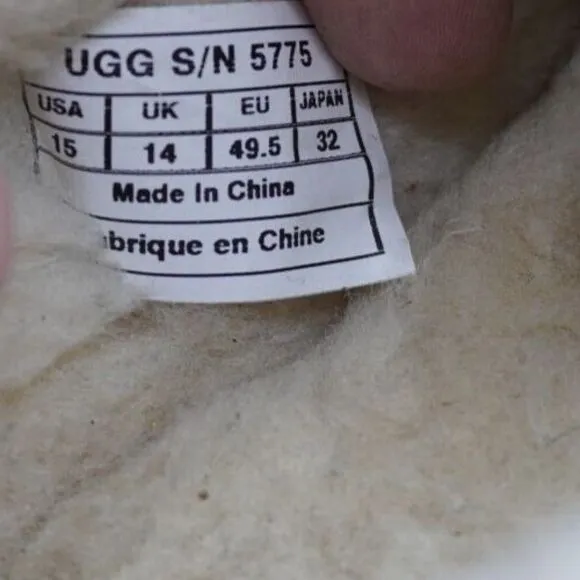 UGG S/N 5775
USA UK EU JAPAN
15 14 49.5 32
Made In China
brique en Chine